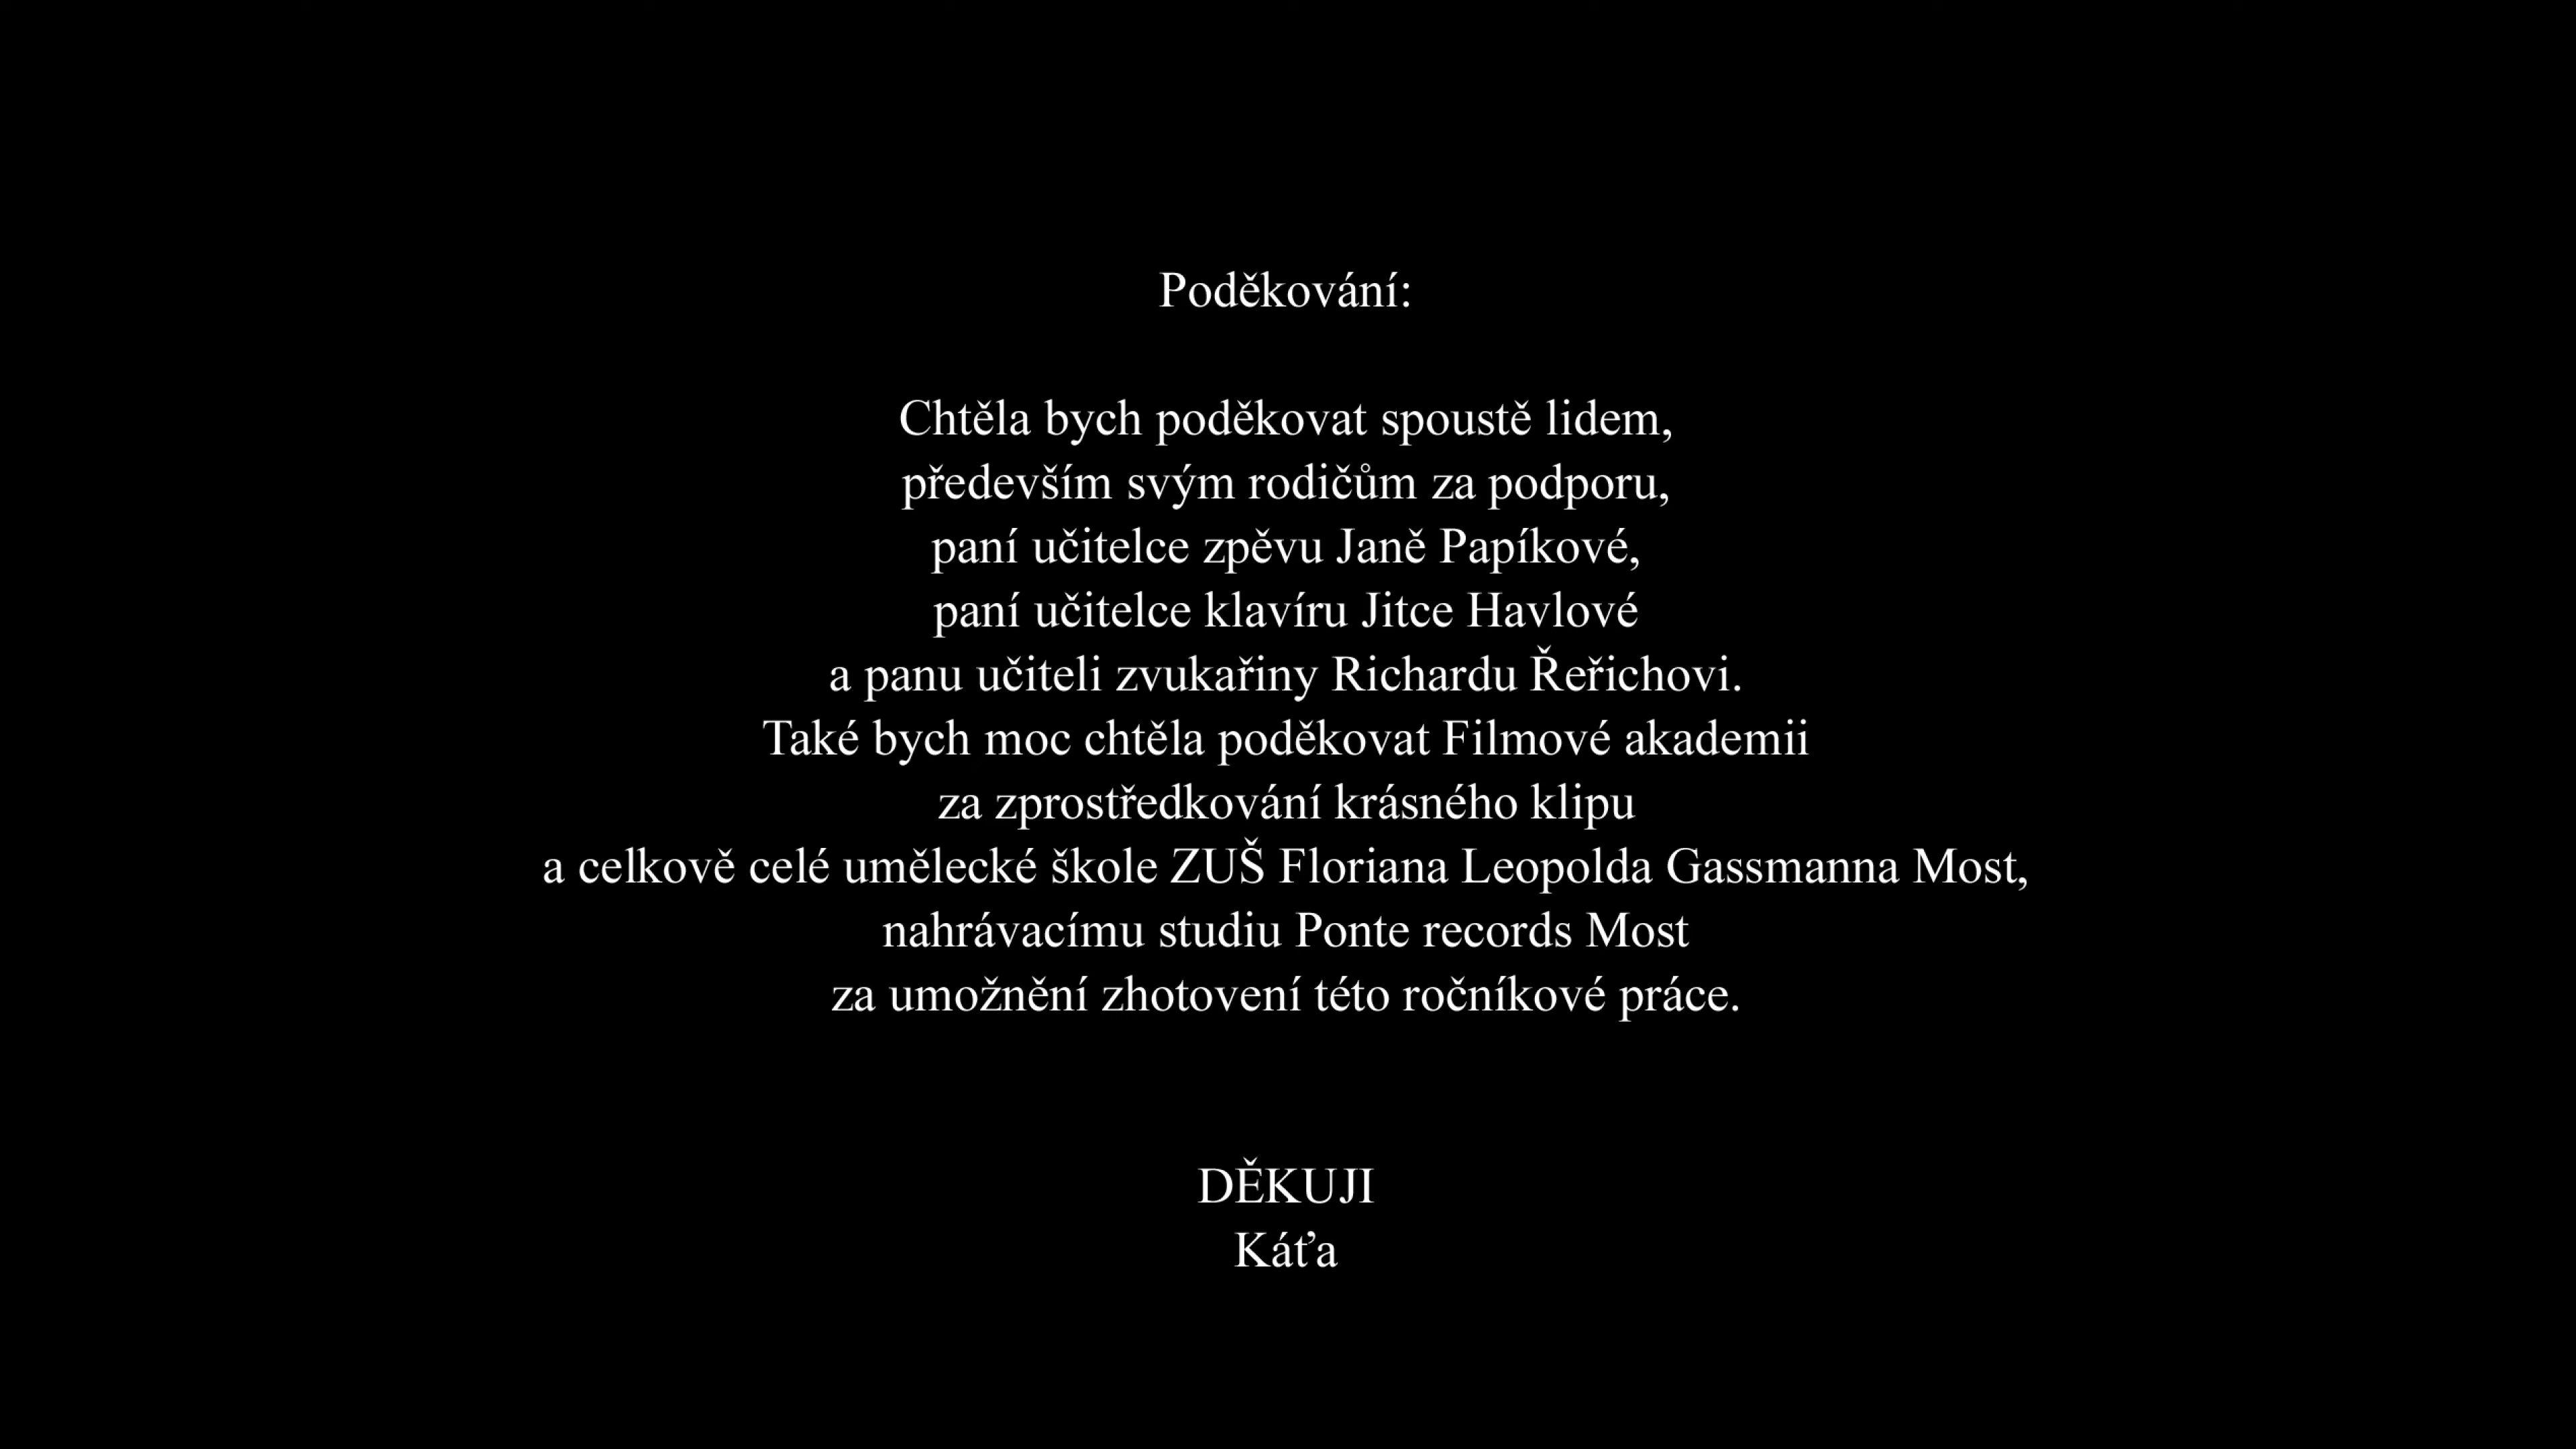 Poděkování:
Chtěla bych poděkovat spoustě lidem,
především svým rodičům za podporu,
paní učitelce zpěvu Janě Papíkové,
paní učitelce klavíru Jitce Havlové
a panu učiteli zvukařiny Richardu Řeřichovi.
Také bych moc chtěla poděkovat Filmové akademii
za zprostředkování krásného klipu
a celkově celé umělecké škole ZUŠ Floriana Leopolda Gassmanna Most,
nahrávacímu studiu Ponte records Most
za umožnění zhotovení této ročníkové práce.
DĚKUJI
Káťa